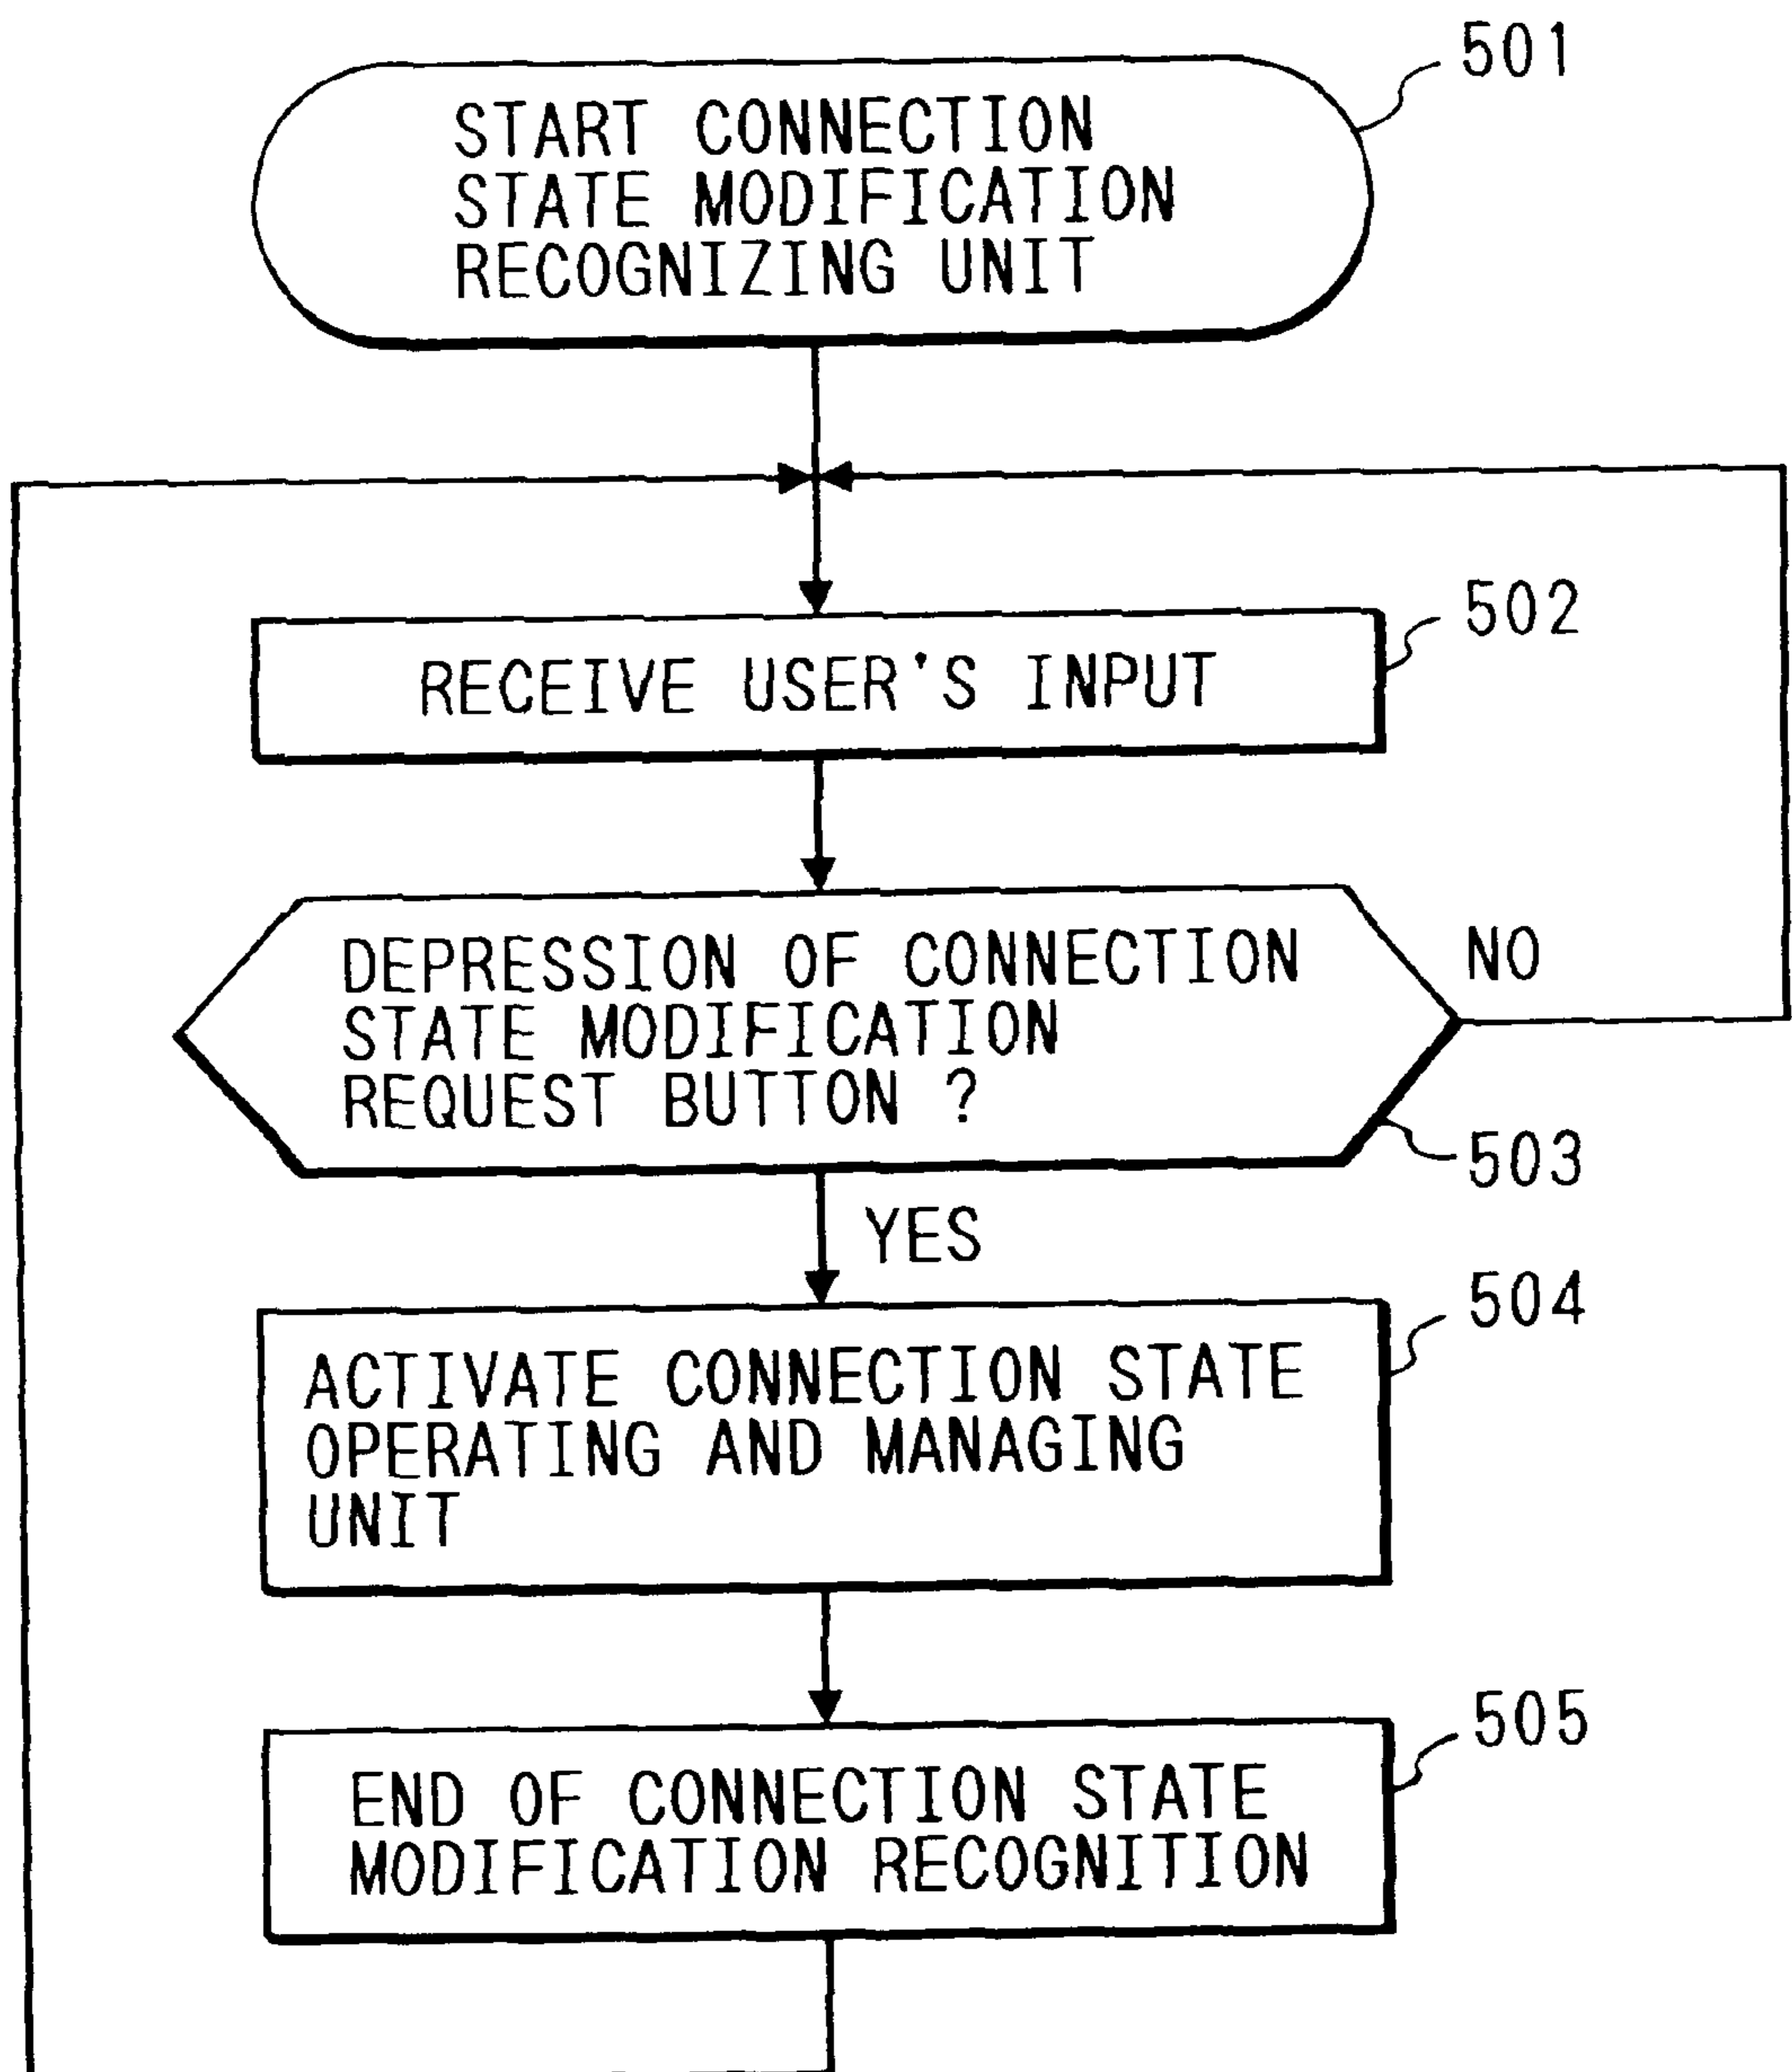 501
START CONNECTION
STATE MODIFICATION
RECOGNIZING UNIT
502
RECEIVE USER'S INPUT
DEPRESSION OF CONNECTION
STATE MODIFICATION
REQUEST BUTTON ?
NO
503
YES
504
ACTIVATE CONNECTION STATE
OPERATING AND MANAGING
UNIT
505
END OF CONNECTION STATE
MODIFICATION RECOGNITION